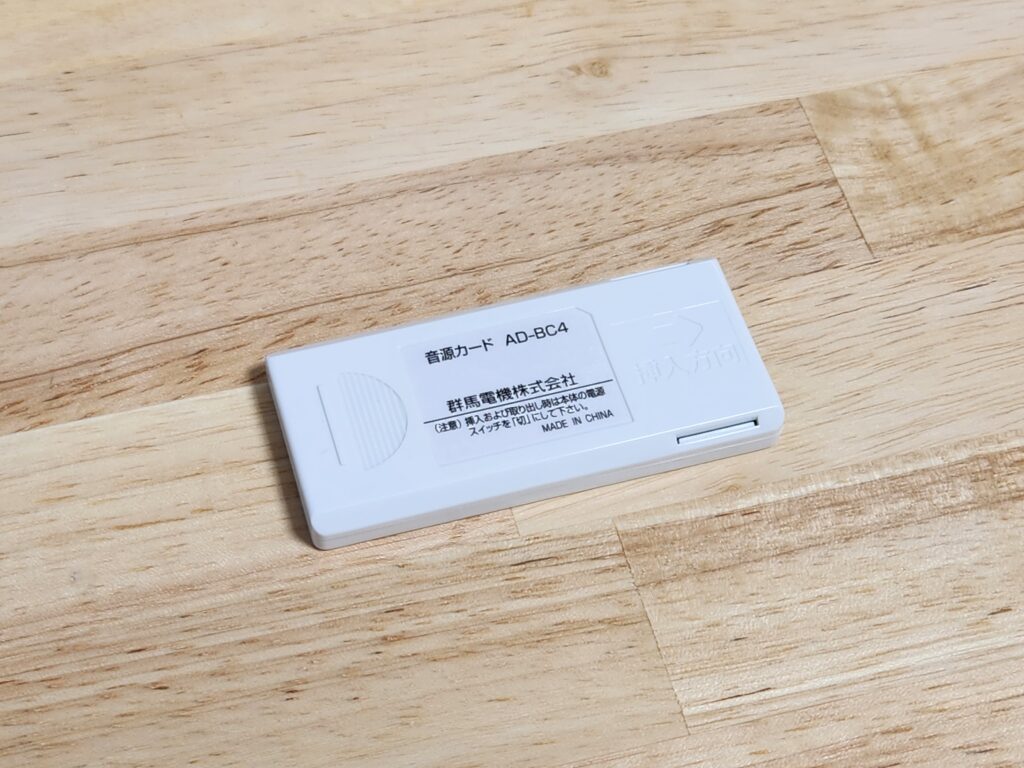 音源カード AD-BC4
群馬電機株式会社
(注意) 挿入および取り出し時は本体の電源
スイッチを「切」にして下さい。
MADE IN CHINA
→
挿入方向